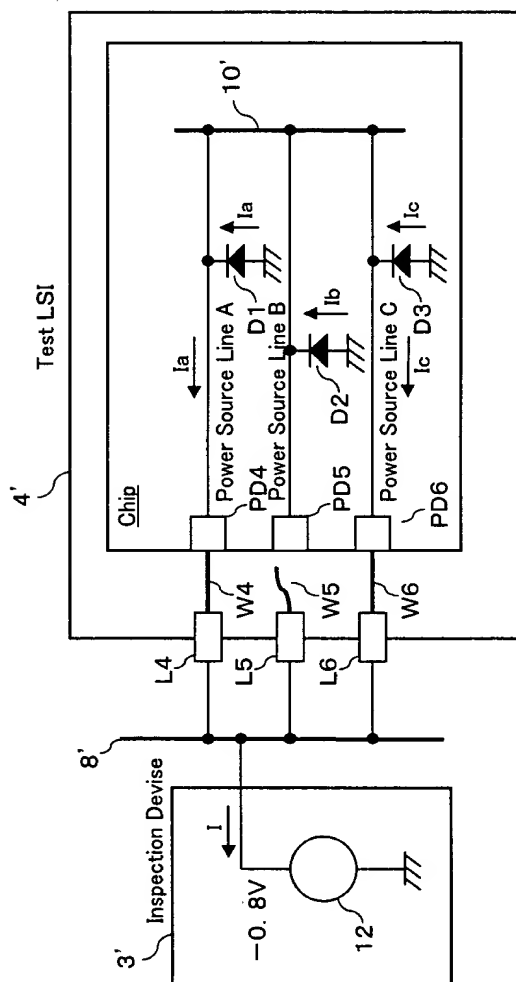 Test LSI
4'
Chip
10'
Ia
Ia
D1
Power Source Line A
Power Source Line B
Ib
D2
Power Source Line C
Ic
Ic
D3
PD4
PD5
PD6
W4
W5
W6
L4
L5
L6
8'
Inspection Devise
3'
I
-0. 8V
12